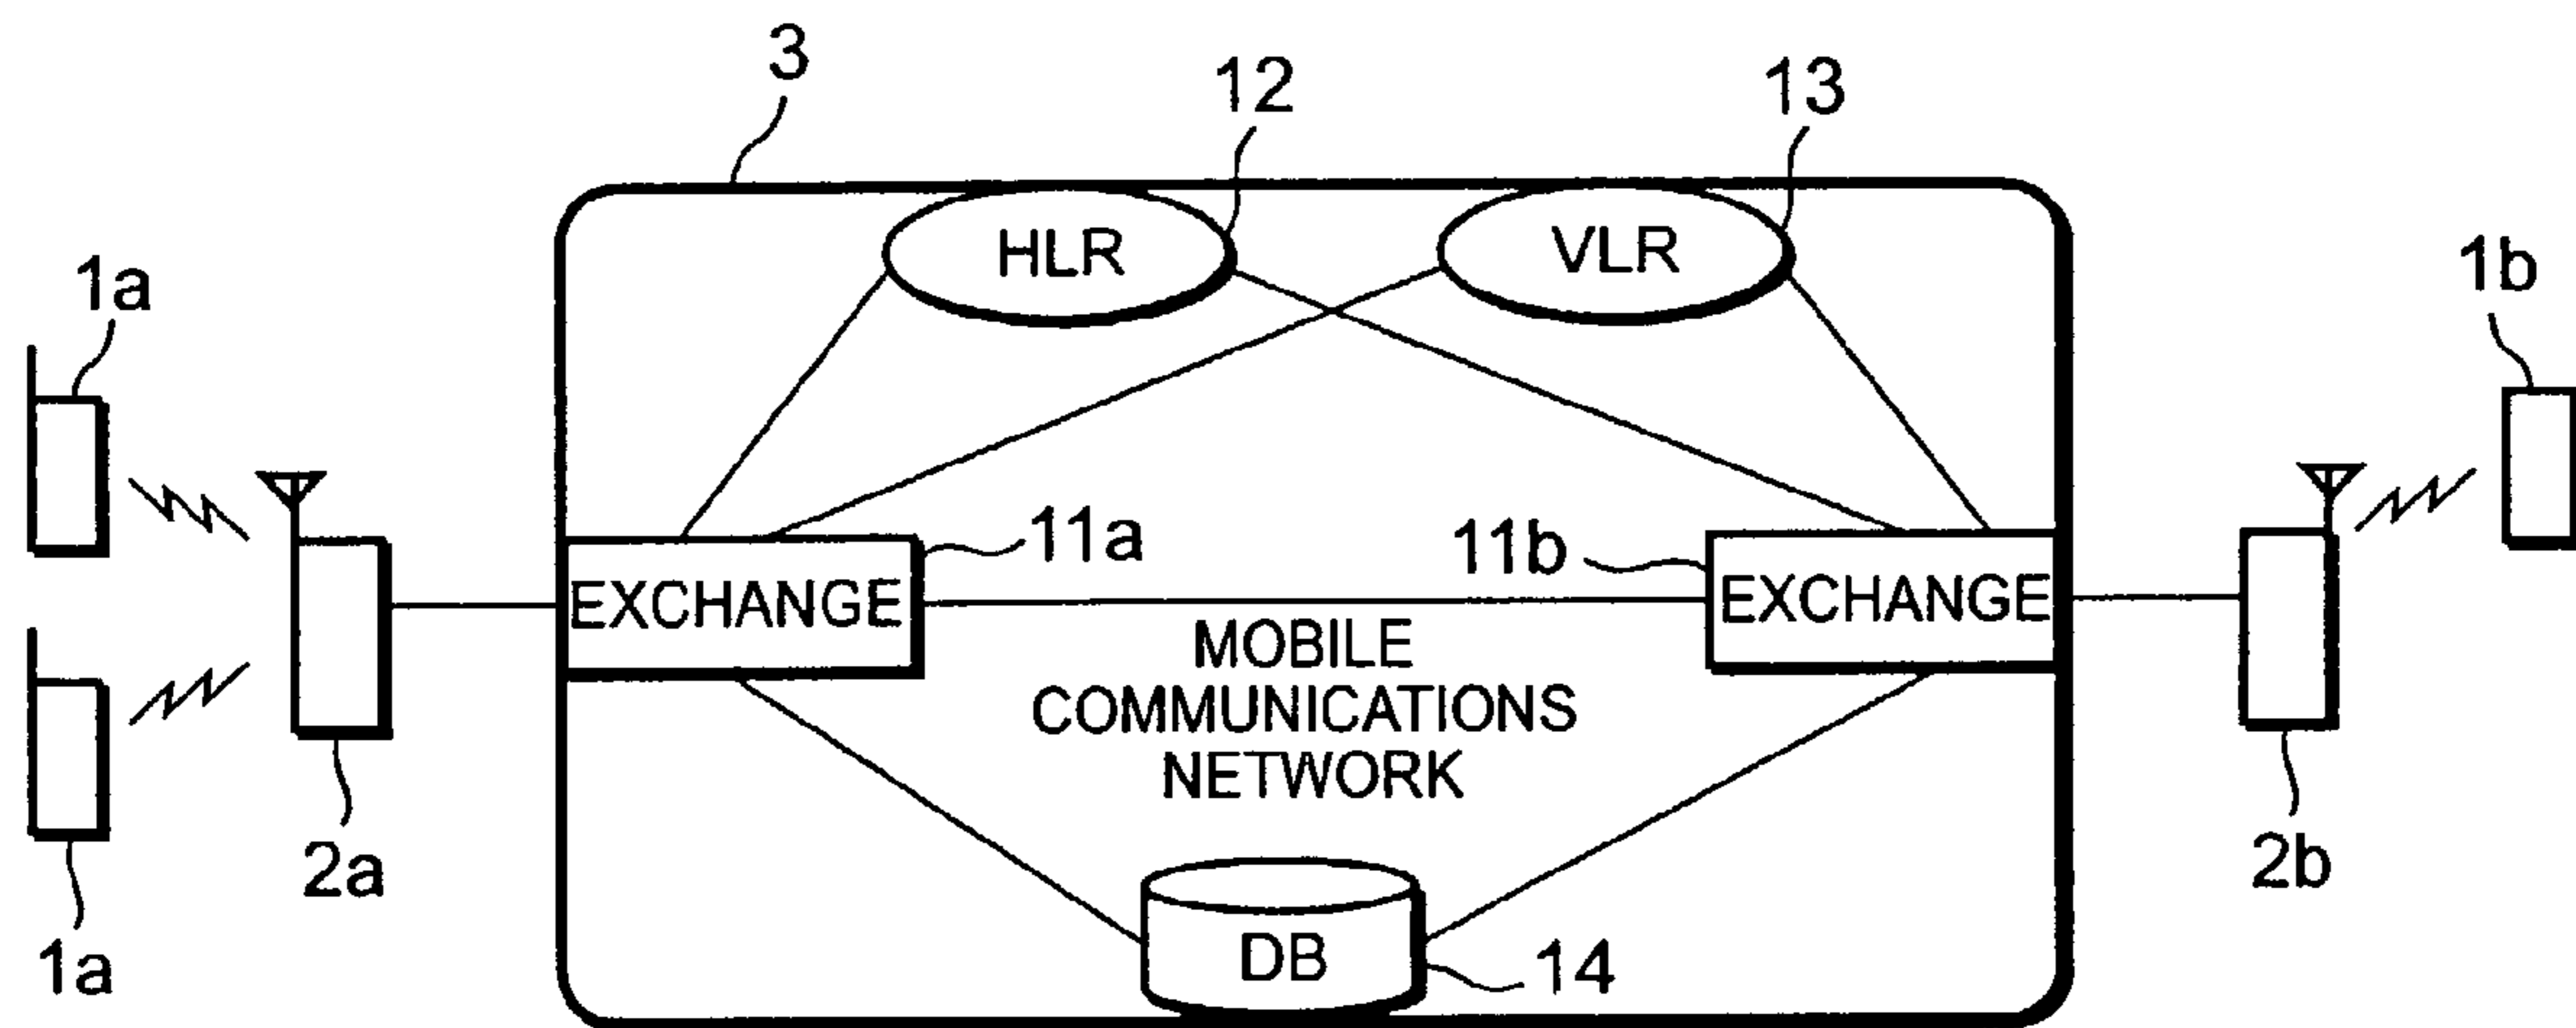 3
12
13
HLR
VLR
1a
1b
11a
11b
EXCHANGE
EXCHANGE
MOBILE
COMMUNICATIONS
NETWORK
2a
2b
1a
DB
14